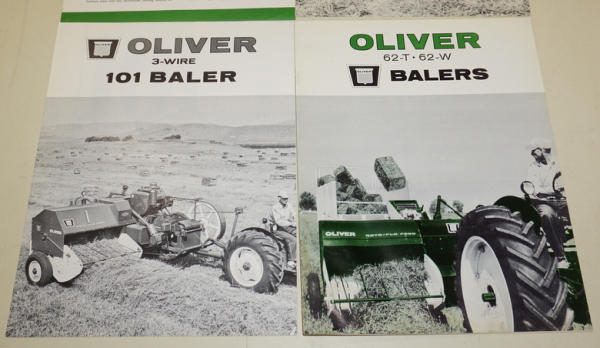 OLIVER
3-WIRE
101 BALER
OLIVER
62-T · 62-W
BALERS
OLIVER